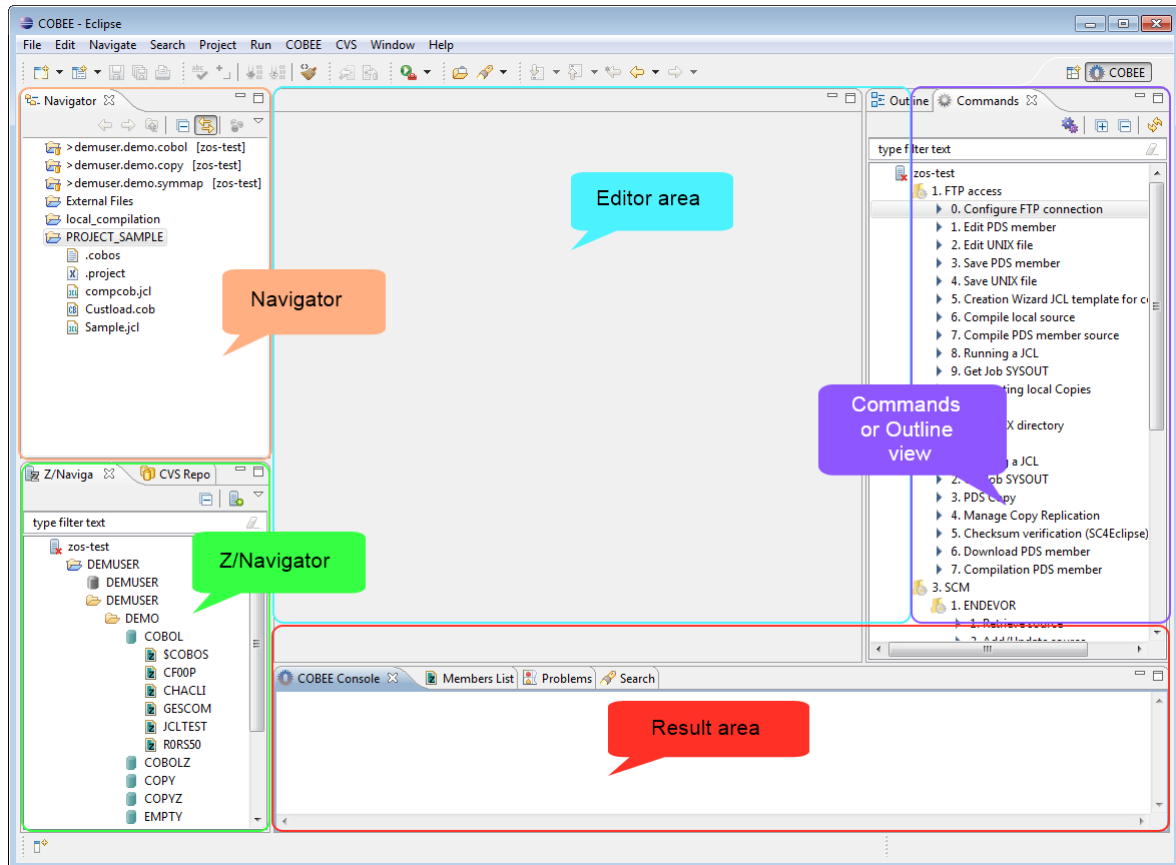 COBEE - Eclipse
File Edit Navigate Search Project Run COBEE CVS Window Help
COBEE
Navigator
>demuser.demo.cobol [zos-test]
>demuser.demo.copy [zos-test]
>demuser.demo.symmap [zos-test]
External Files
local_compilation
PROJECT_SAMPLE
.cobos
.project
compcob.jcl
Custload.cob
Sample.jcl
Navigator
Z/Naviga CVS Repo
type filter text
zos-test
DEMUSER
DEMUSER
DEMUSER
DEMO
COBOL
$COBOS
CF00P
CHACLI
GESCOM
JCLTEST
R0RS50
COBOLZ
COPY
COPYZ
EMPTY
Z/Navigator
Editor area
Outline Commands
type filter text
zos-test
1. FTP access
0. Configure FTP connection
1. Edit PDS member
2. Edit UNIX file
3. Save PDS member
4. Save UNIX file
5. Creation Wizard JCL template for
6. Compile local source
7. Compile PDS member source
8. Running a JCL
9. Get Job SYSOUT
local Copies
directory
a JCL
2. SYSOUT
3. PDS Copy
4. Manage Copy Replication
5. Checksum verification (SC4Eclipse)
6. Download PDS member
7. Compilation PDS member
3. SCM
1. ENDEVOR
1. Retrieve source
2. Add/Update source
Commands
or Outline
view
COBEE Console Members List Problems Search
Result area